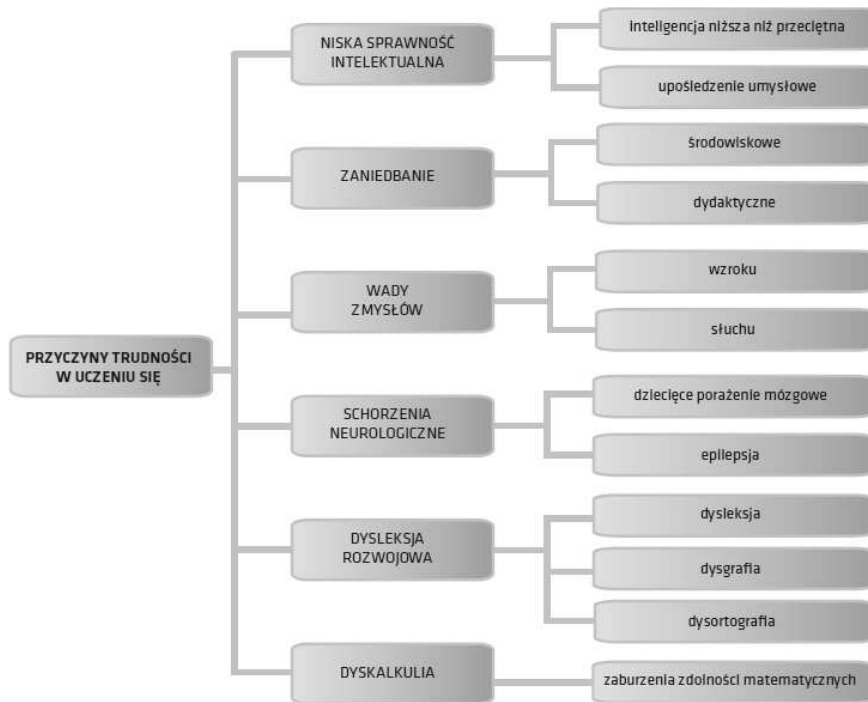 PRZYCZYNY TRUDNOŚCI
W UCZENIU SIĘ
NISKA SPRAWNOŚĆ
INTELEKTUALNA
inteligencja niższa niż przeciętna
upośledzenie umysłowe
ZANIEDBANIE
środowiskowe
dydaktyczne
WADY
ZMYSŁÓW
wzroku
słuchu
SCHORZENIA
NEUROLOGICZNE
dziecięce porażenie mózgowe
epilepsja
DYSLEKSJA
ROZWOJOWA
dysleksja
dysgrafia
dysortografia
DYSKALKULIA
zaburzenia zdolności matematycznych